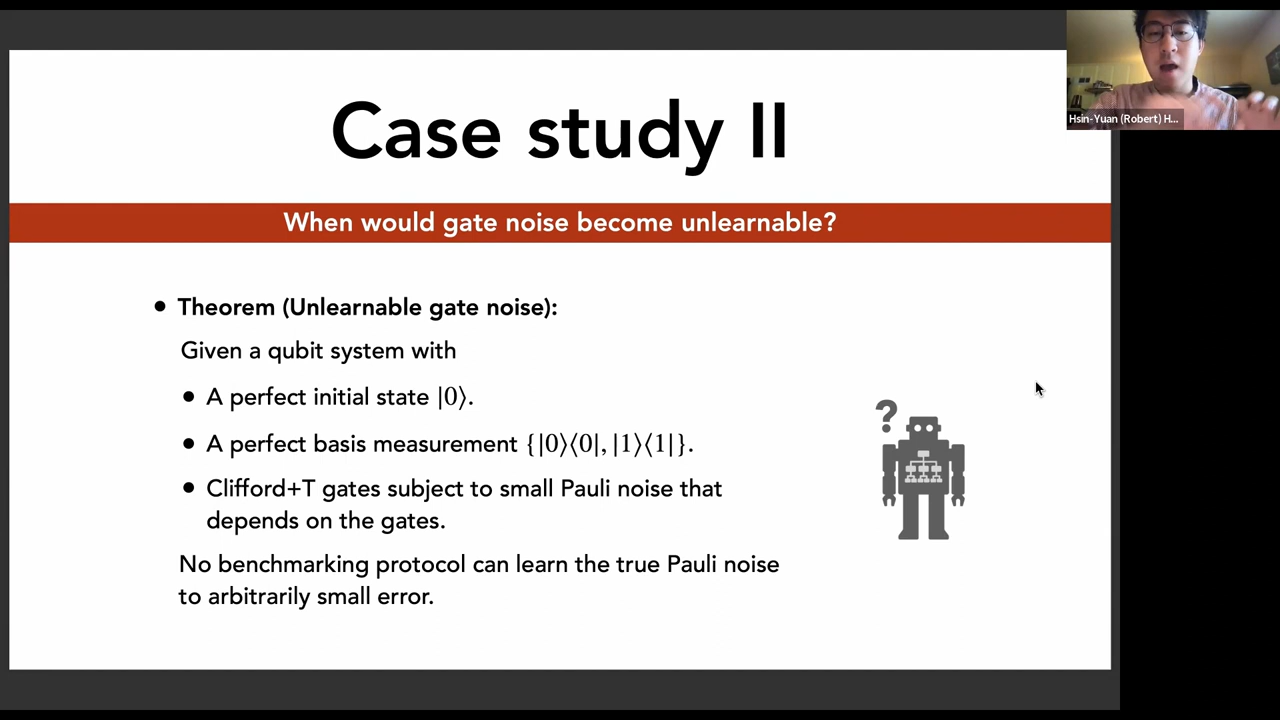 Hsin-Yuan (Robert) H...
Case study II
When would gate noise become unlearnable?
• Theorem (Unlearnable gate noise):
Given a qubit system with
• A perfect initial state |0⟩.
• A perfect basis measurement {|0⟩⟨0|, |1⟩⟨1|}.
• Clifford+T gates subject to small Pauli noise that
depends on the gates.
No benchmarking protocol can learn the true Pauli noise
to arbitrarily small error.
?